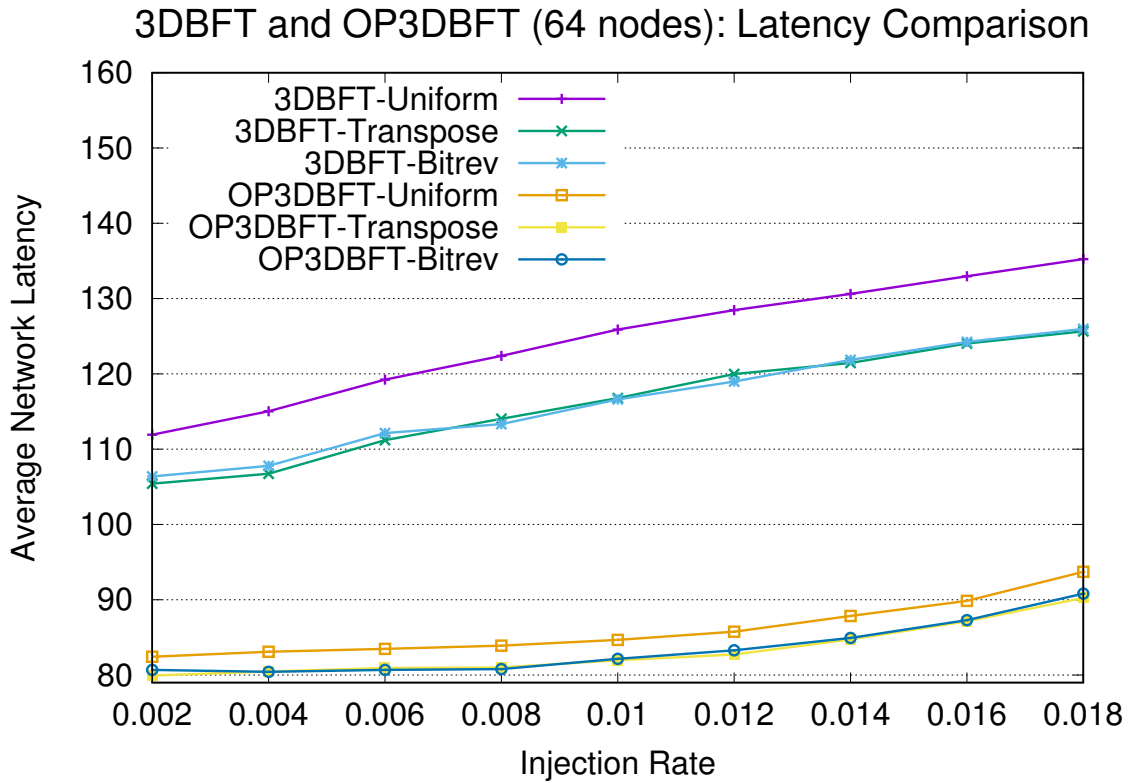 3DBFT and OP3DBFT (64 nodes): Latency Comparison
160
150
140
130
120
110
100
90
80
Average Network Latency
3DBFT-Uniform
3DBFT-Transpose
3DBFT-Bitrev
OP3DBFT-Uniform
OP3DBFT-Transpose
OP3DBFT-Bitrev
0.002 0.004 0.006 0.008 0.01 0.012 0.014 0.016 0.018
Injection Rate